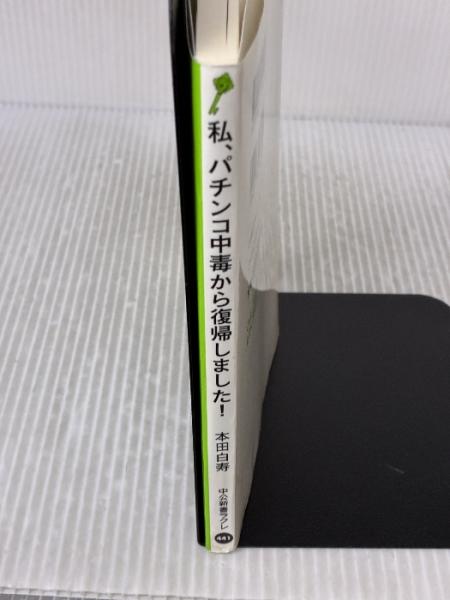 私、パチンコ中毒から復帰しました！
本田白寿
中公新書ラクレ
441